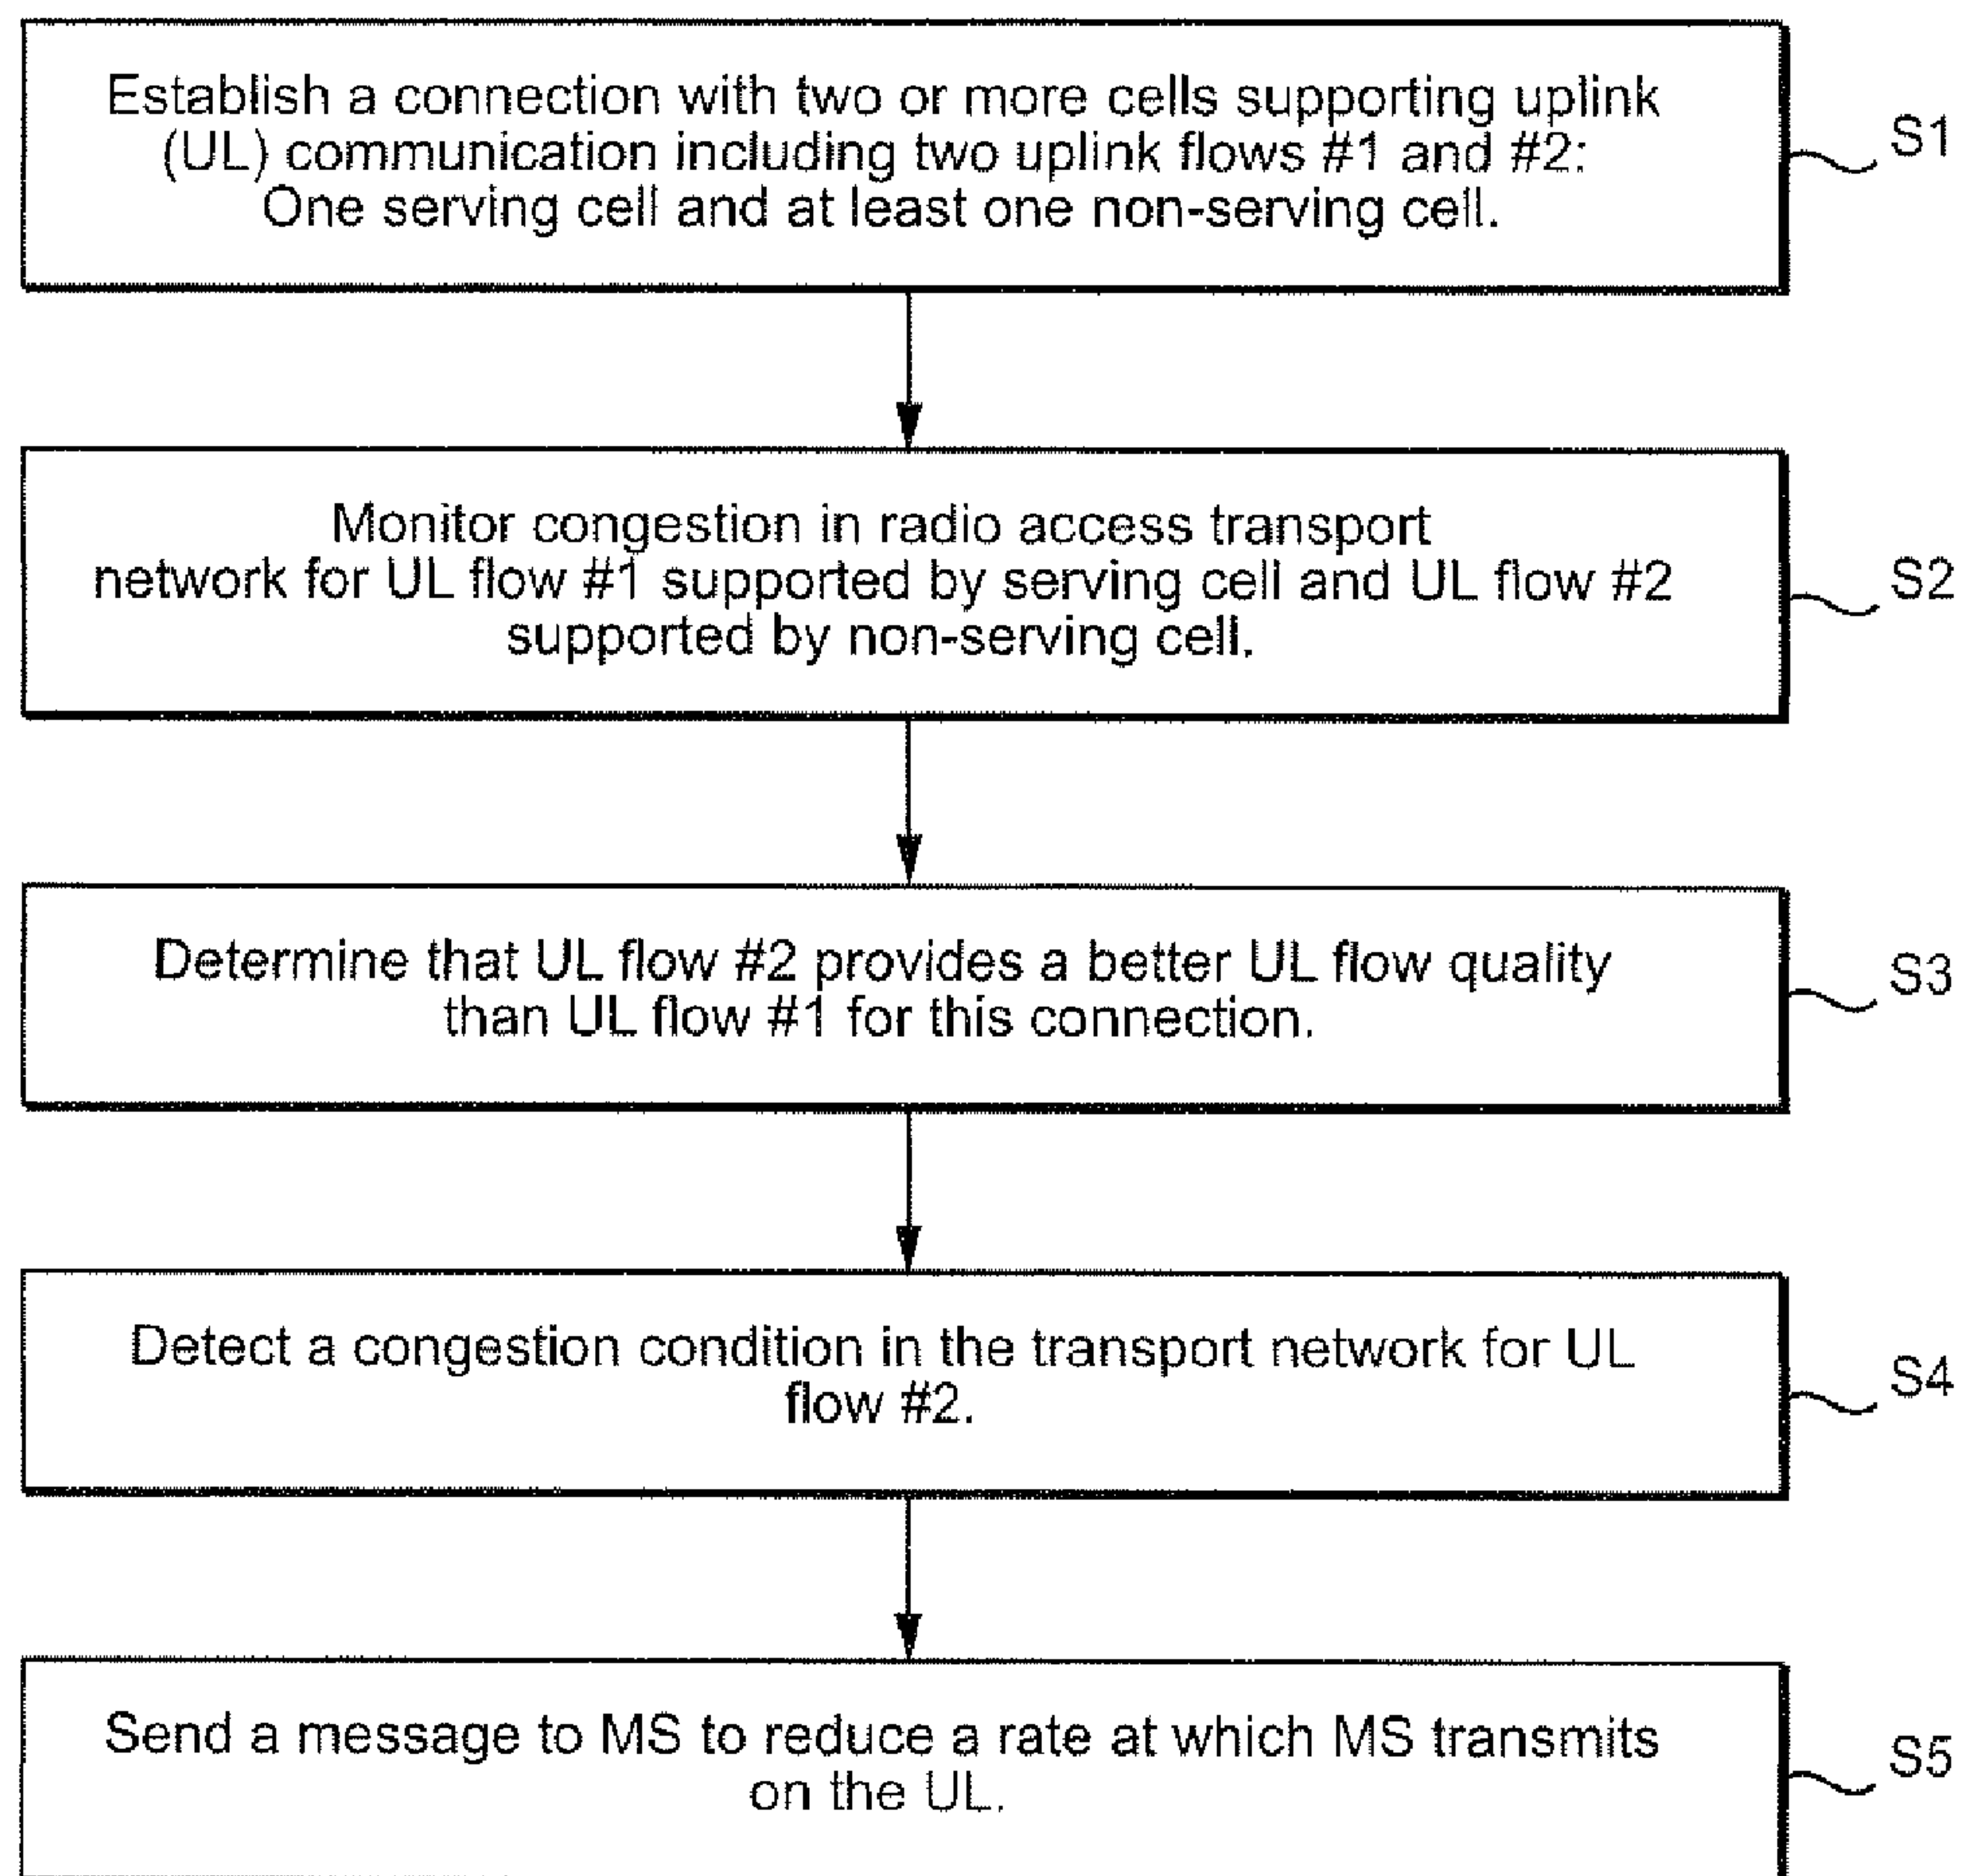 Establish a connection with two or more cells supporting uplink
(UL) communication including two uplink flows #1 and #2:
One serving cell and at least one non-serving cell.
S1
Monitor congestion in radio access transport
network for UL flow #1 supported by serving cell and UL flow #2
supported by non-serving cell.
S2
Determine that UL flow #2 provides a better UL flow quality
than UL flow #1 for this connection.
S3
Detect a congestion condition in the transport network for UL
flow #2.
S4
Send a message to MS to reduce a rate at which MS transmits
on the UL.
S5